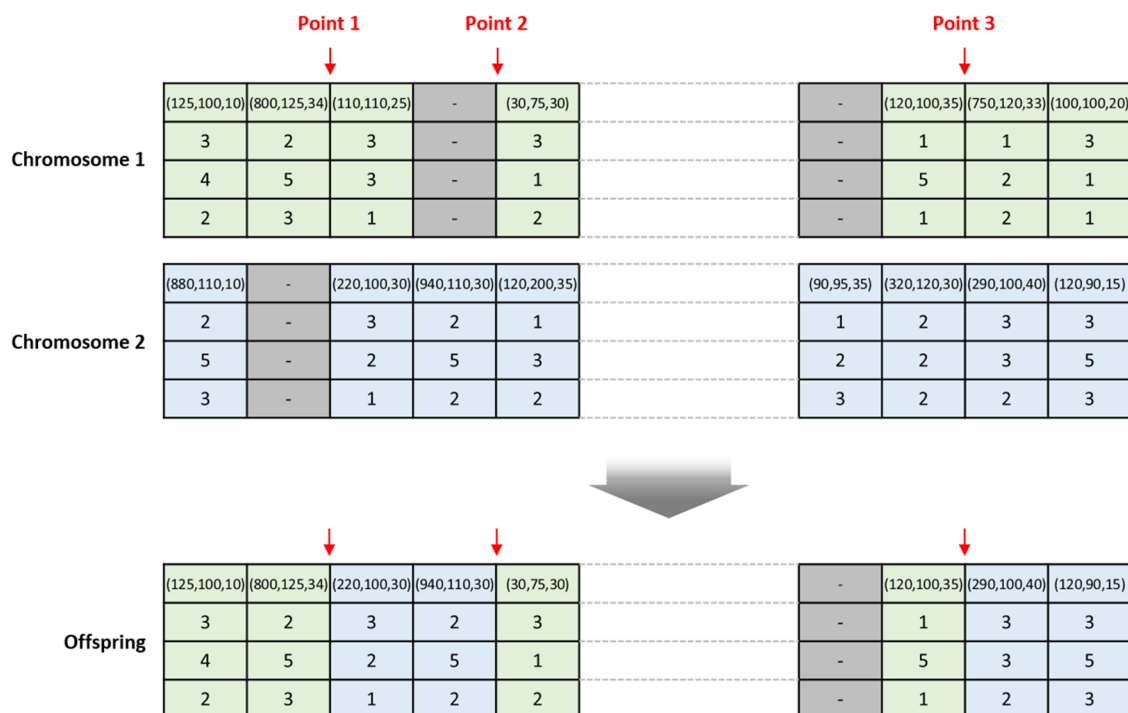 Point 1 Point 2 Point 3
(125,100,10) (800,125,34) (110,110,25) - (30,75,30) - (120,100,35) (750,120,33) (100,100,20)
3 2 3 - 3 - 1 1 3
Chromosome 1
4 5 3 - 1 - 5 2 1
2 3 1 - 2 - 1 2 1
(880,110,10) - (220,100,30) (940,110,30) (120,200,35) (90,95,35) (320,120,30) (290,100,40) (120,90,15)
2 - 3 2 1 1 2 3 3
Chromosome 2
5 - 2 5 3 2 2 3 5
3 - 1 2 2 3 2 2 3
(125,100,10) (800,125,34) (220,100,30) (940,110,30) (30,75,30) - (120,100,35) (290,100,40) (120,90,15)
3 2 3 2 3 - 1 3 3
Offspring
4 5 2 5 1 - 5 3 5
2 3 1 2 2 - 1 2 3